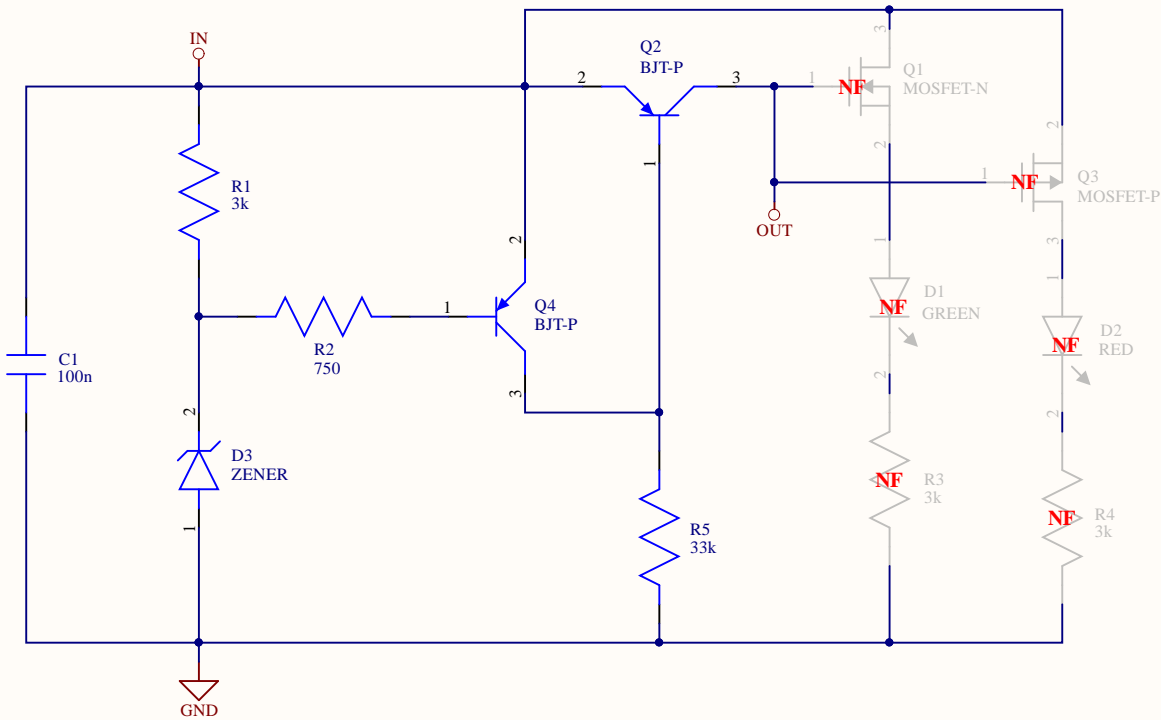 IN
Q2
BJT-P
2
3
1
3
1
Q1
MOSFET-N
NF
2
2
1
Q3
MOSFET-P
NF
3
R1
3k
OUT
2
1
Q4
BJT-P
3
R2
750
C1
100n
1
D1
GREEN
NF
2
1
D2
RED
NF
2
2
D3
ZENER
1
R3
3k
NF
R4
3k
NF
R5
33k
GND